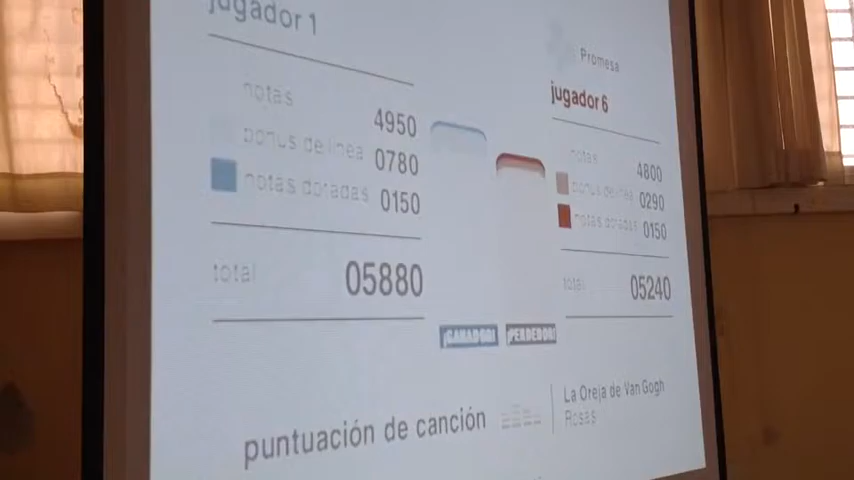 jugador 1
notas 4950
bonus de línea 0780
notas doradas 0150
total 05880
Promesa
jugador 6
notas 4800
bonus de línea 0290
notas doradas 0150
total 05240
¡GANADOR!
¡PERDEDOR!
puntuación de canción
La Oreja de Van Gogh
Rosas